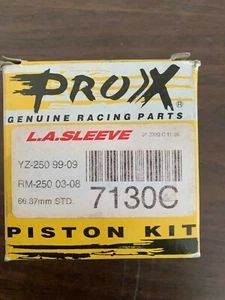 PROX®
GENUINE RACING PARTS
L.A.SLEEVE
YZ-250 99-09
RM-250 03-08
66.37mm STD.
7130C
PISTON KIT